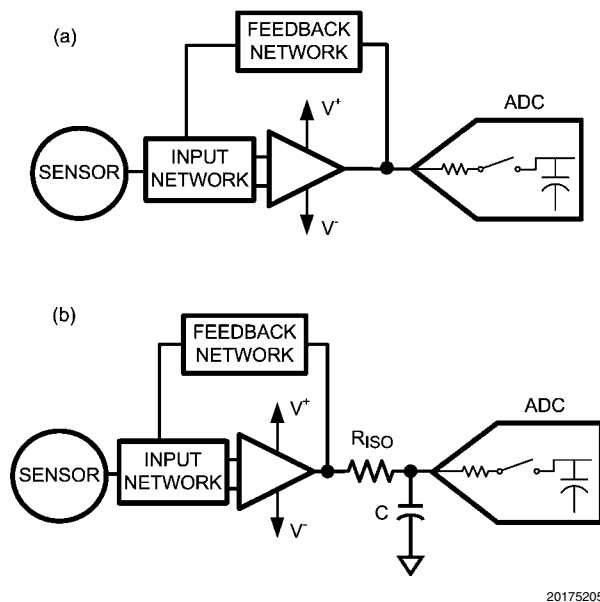 (a)
FEEDBACK
NETWORK
V+
ADC
SENSOR
INPUT
NETWORK
V-
(b)
FEEDBACK
NETWORK
V+
ADC
RISO
SENSOR
INPUT
NETWORK
C
V-
20175205